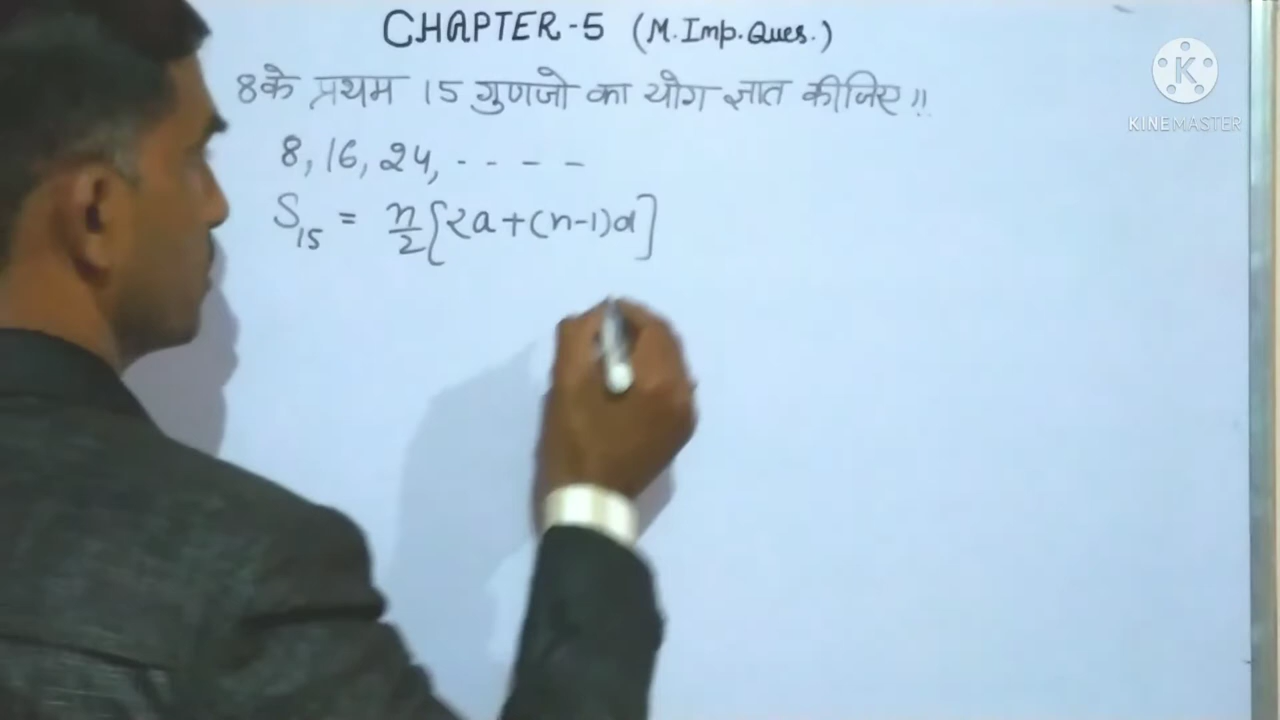 CHAPTER-5 (M.Imp.Ques.)
8 के प्रथम 15 गुणजो का योग ज्ञात कीजिए !!
8, 16, 24, - - - -
S₁₅ = n/2 [2a+(n-1)d]
K
KINEMASTER